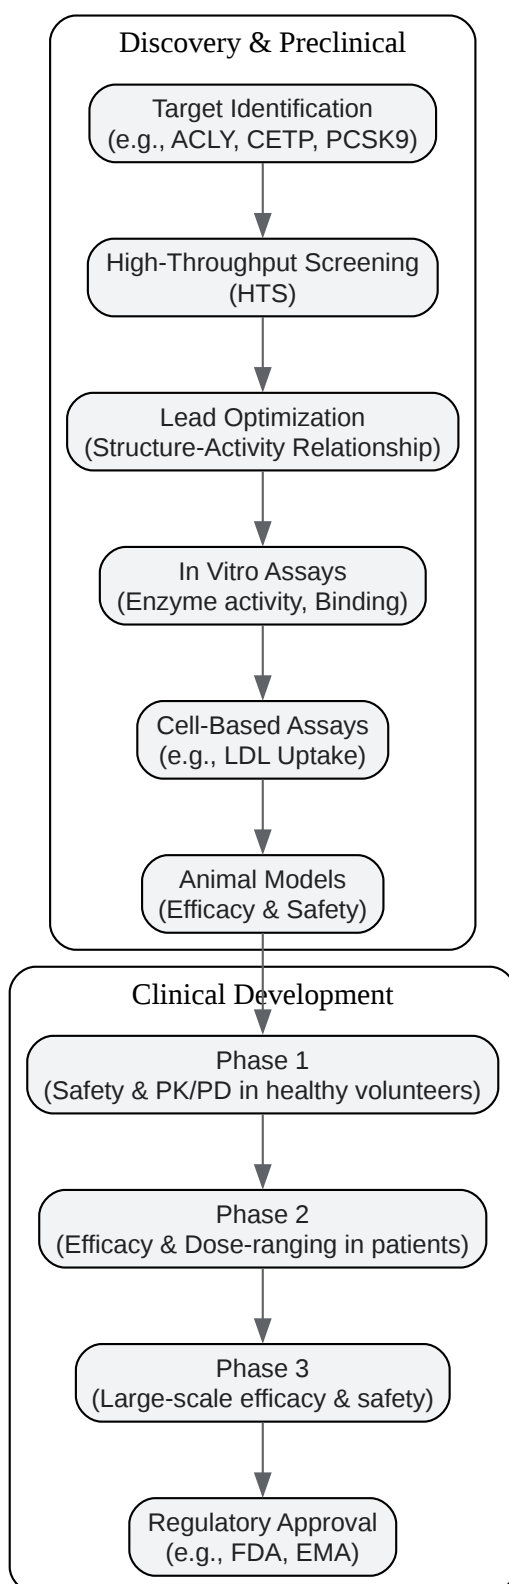 Discovery & Preclinical
Target Identification
(e.g., ACLY, CETP, PCSK9)
High-Throughput Screening
(HTS)
Lead Optimization
(Structure-Activity Relationship)
In Vitro Assays
(Enzyme activity, Binding)
Cell-Based Assays
(e.g., LDL Uptake)
Animal Models
(Efficacy & Safety)
Clinical Development
Phase 1
(Safety & PK/PD in healthy volunteers)
Phase 2
(Efficacy & Dose-ranging in patients)
Phase 3
(Large-scale efficacy & safety)
Regulatory Approval
(e.g., FDA, EMA)